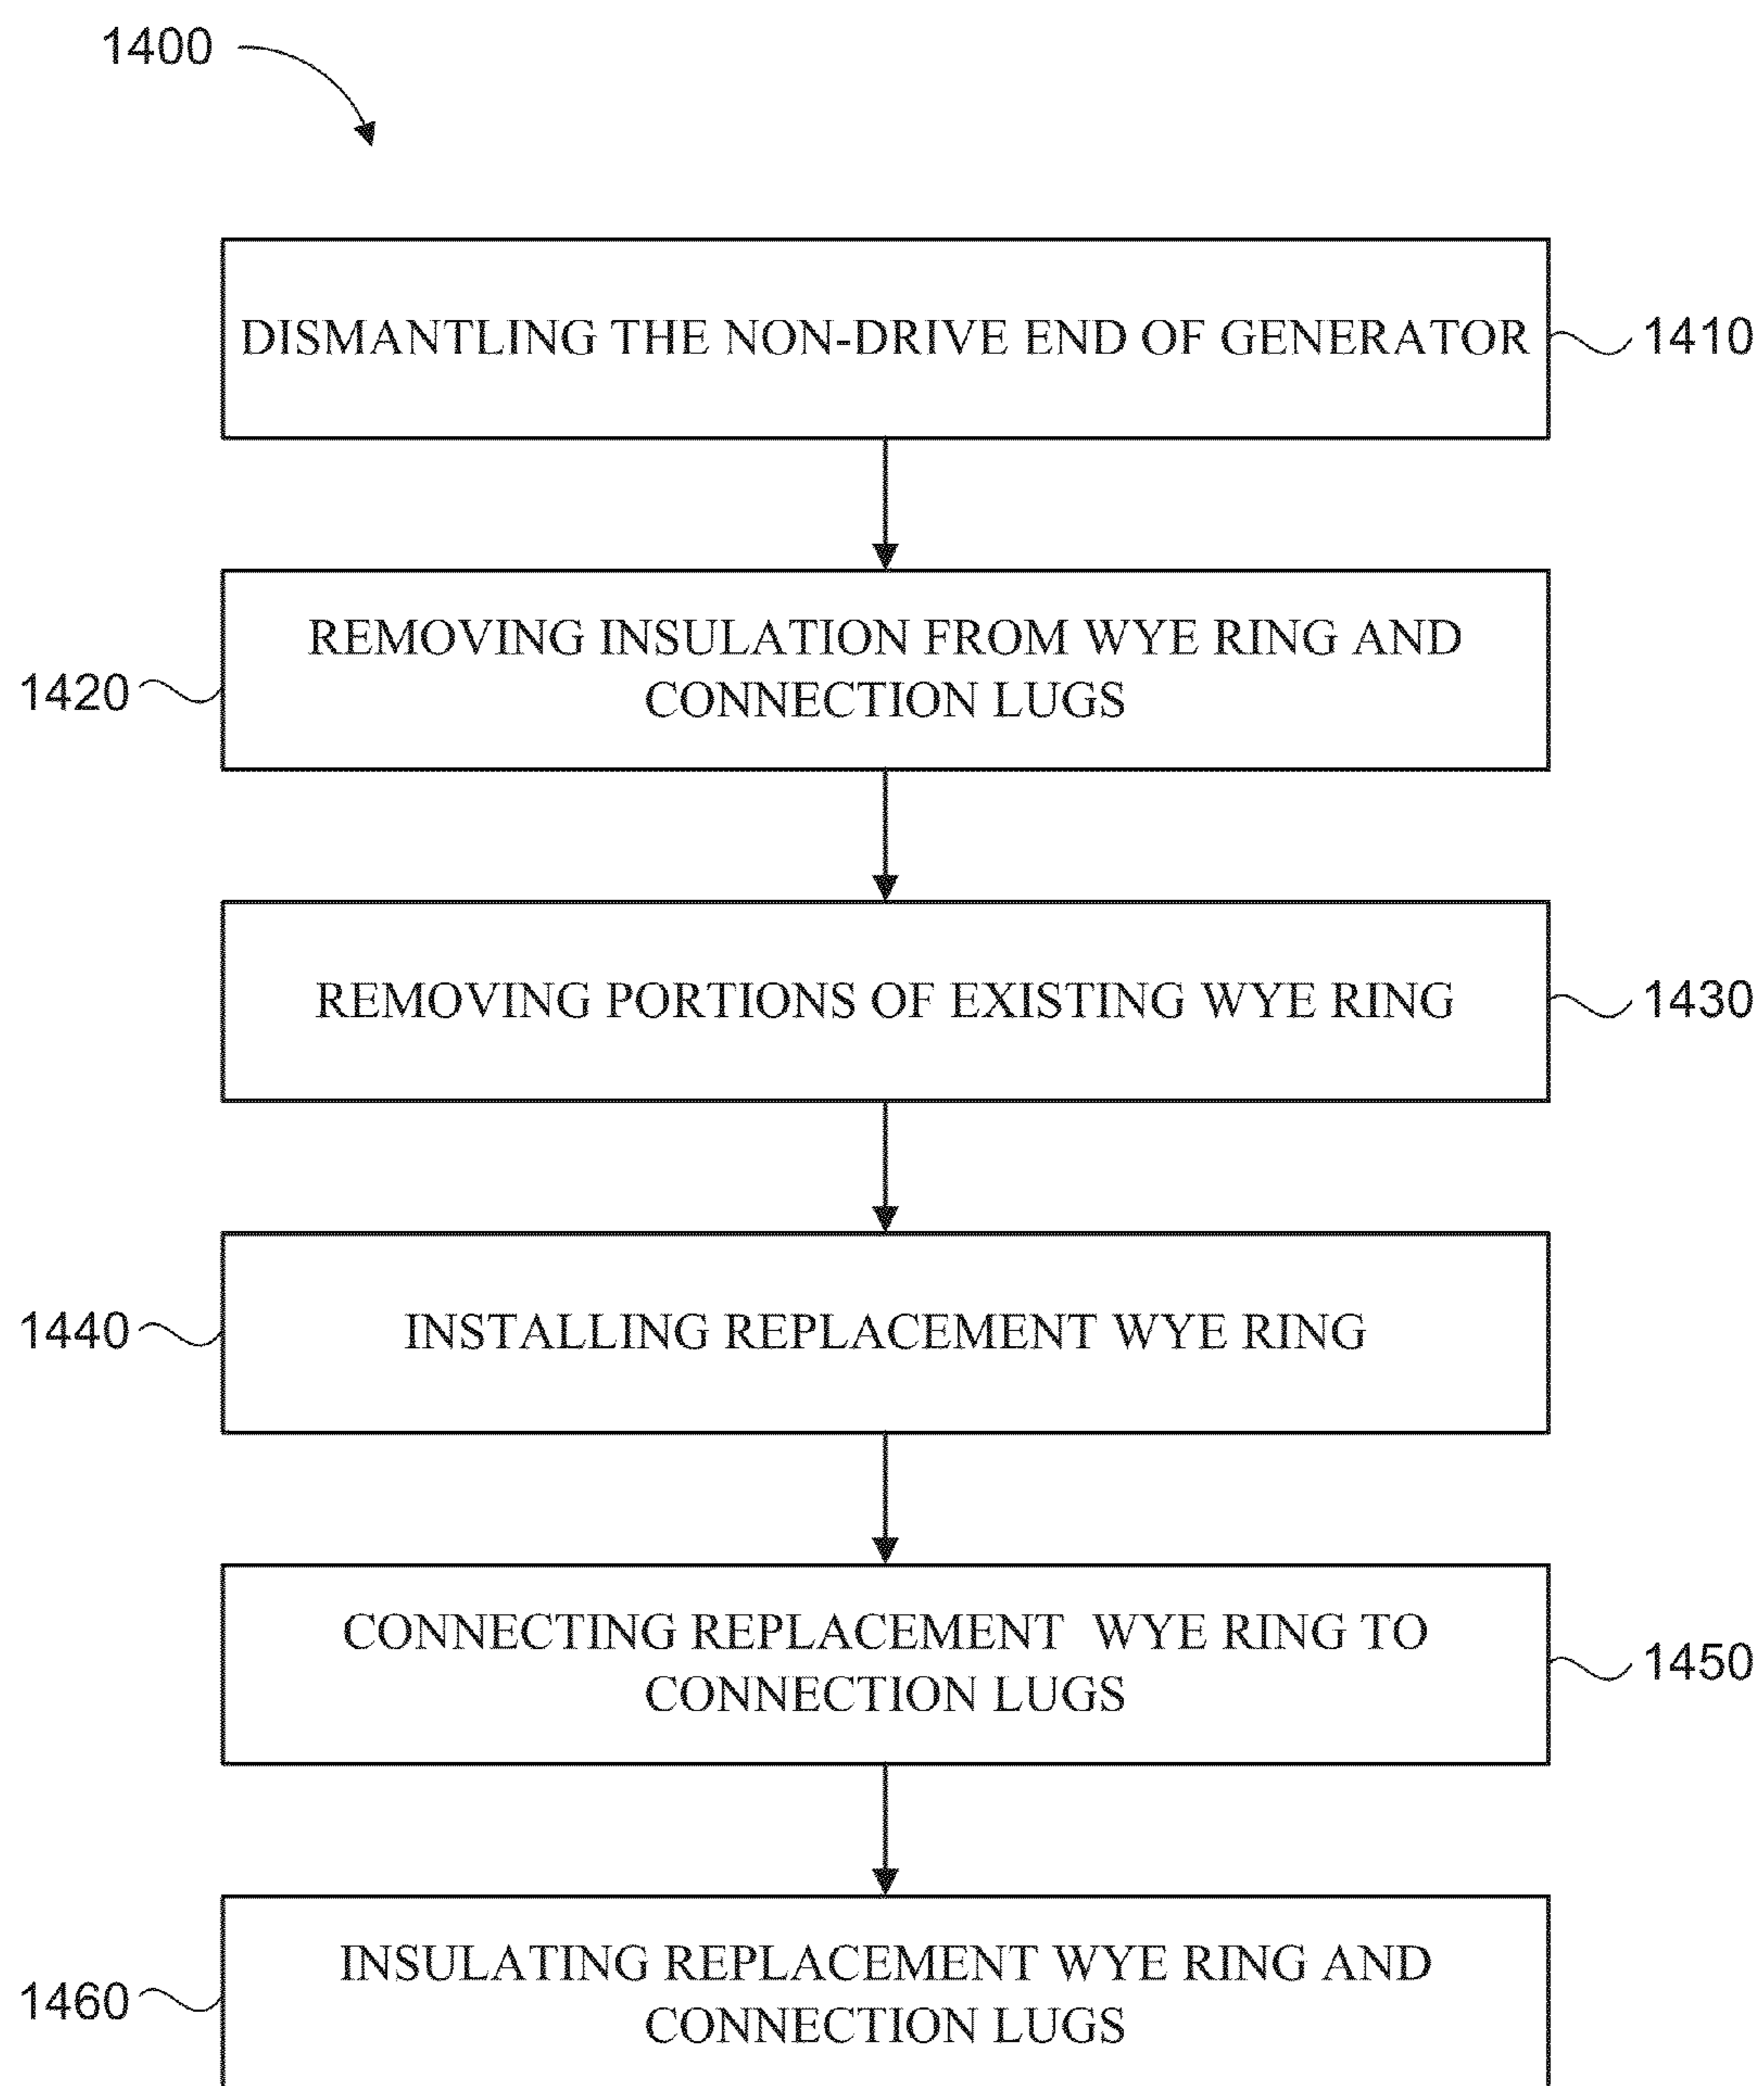 1400
DISMANTLING THE NON-DRIVE END OF GENERATOR
1410
REMOVING INSULATION FROM WYE RING AND
CONNECTION LUGS
1420
REMOVING PORTIONS OF EXISTING WYE RING
1430
INSTALLING REPLACEMENT WYE RING
1440
CONNECTING REPLACEMENT WYE RING TO
CONNECTION LUGS
1450
INSULATING REPLACEMENT WYE RING AND
CONNECTION LUGS
1460